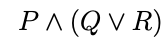 P ∧ (Q ∨ R)